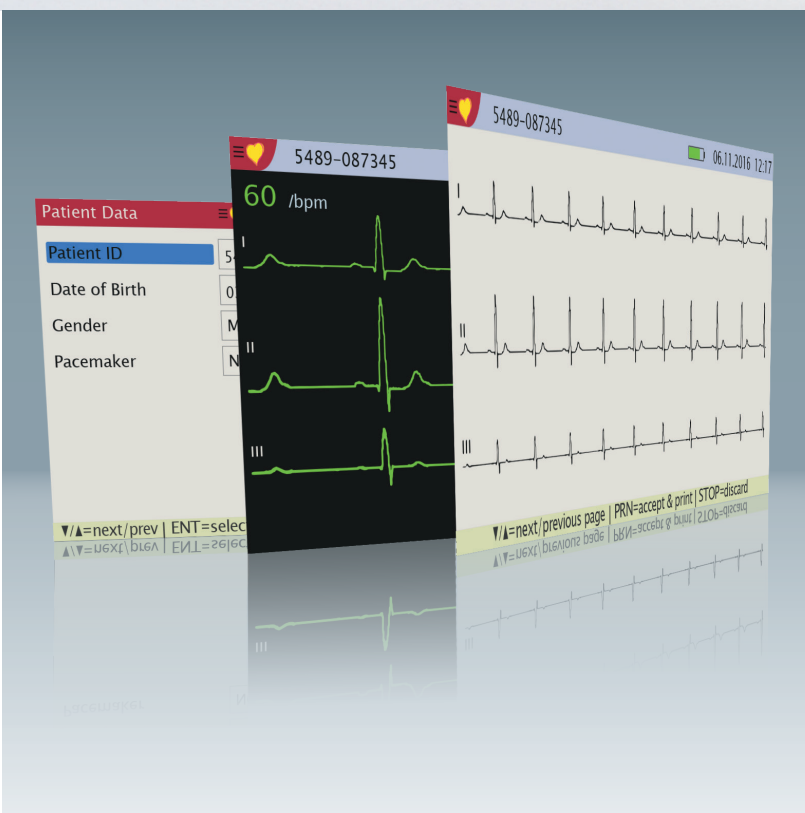 Patient Data
Patient ID
Date of Birth
Gender
Pacemaker
▼/▲=next/prev | ENT=selec
5489-087345
60 /bpm
I
II
III
5489-087345
06.11.2016 12:17
I
II
III
▼/▲=next/previous page | PRN=accept & print | STOP=discard